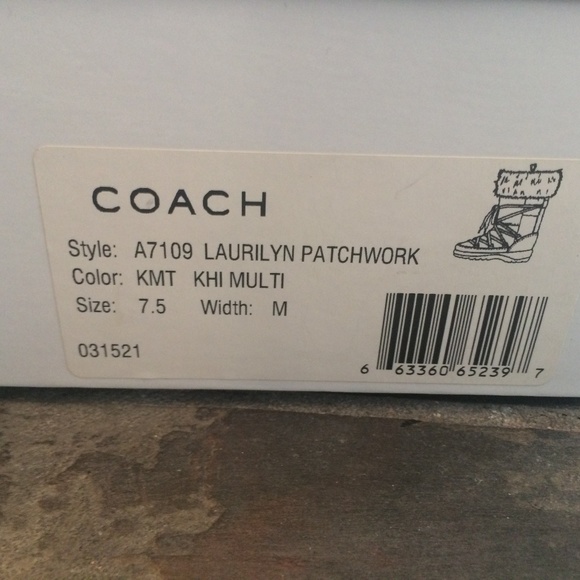 COACH
Style: A7109 LAURILYN PATCHWORK
Color: KMT KHI MULTI
Size: 7.5 Width: M
031521
6 63360 65239 7